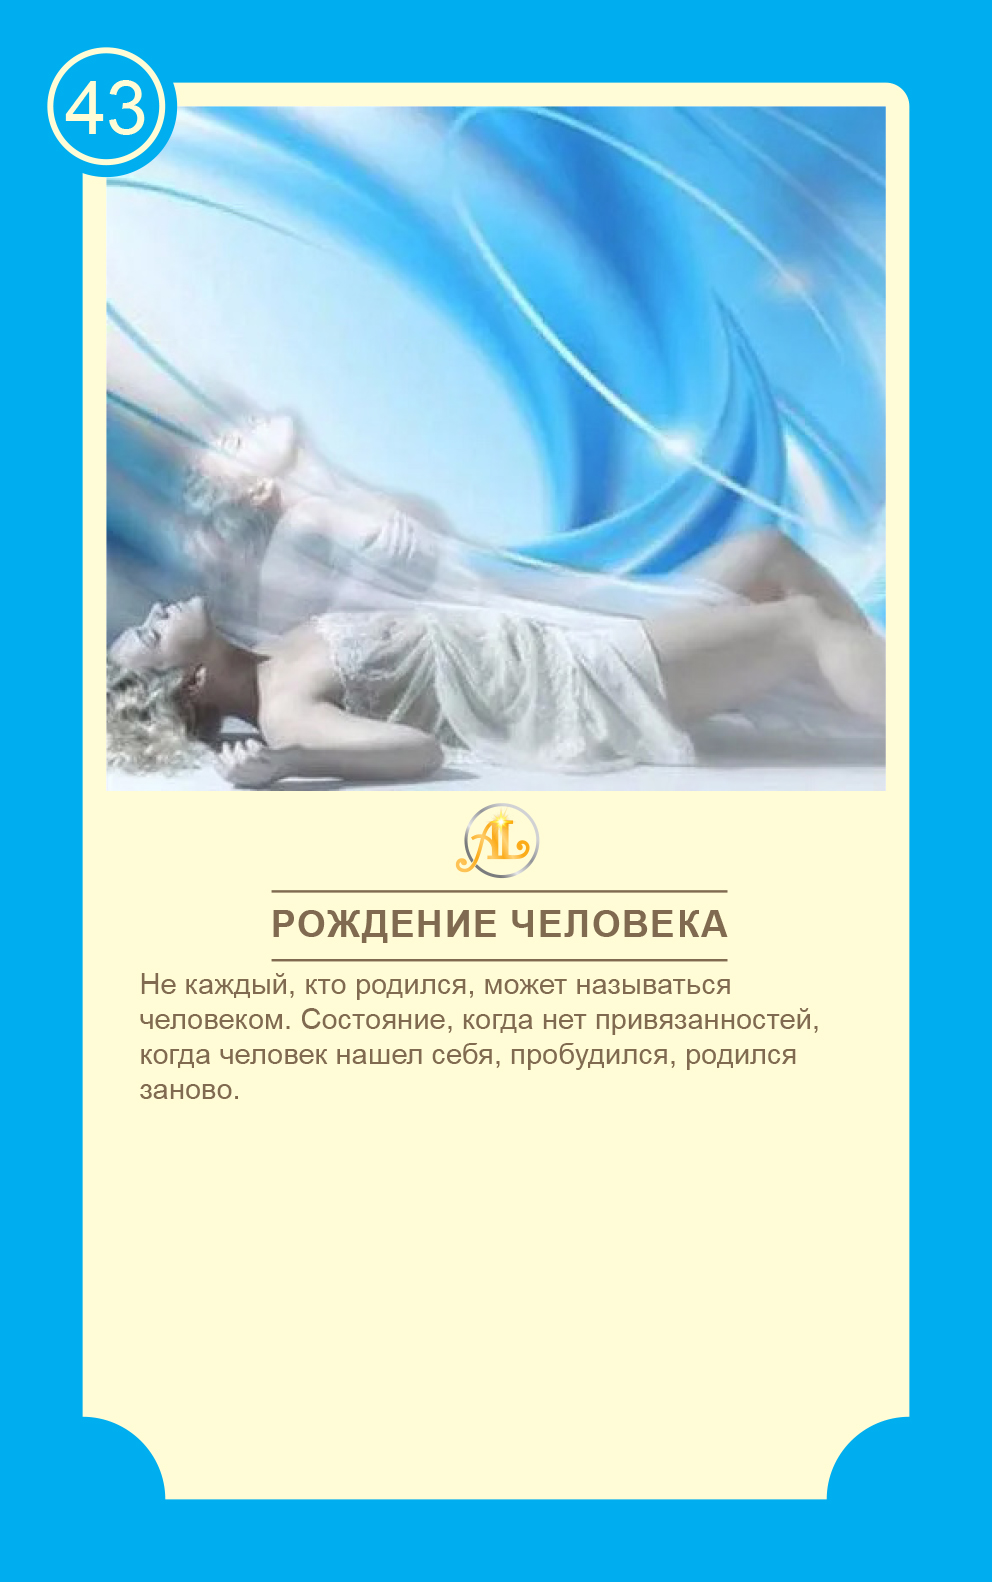 43
AL
РОЖДЕНИЕ ЧЕЛОВЕКА
Не каждый, кто родился, может называться
человеком. Состояние, когда нет привязанностей,
когда человек нашел себя, пробудился, родился
заново.